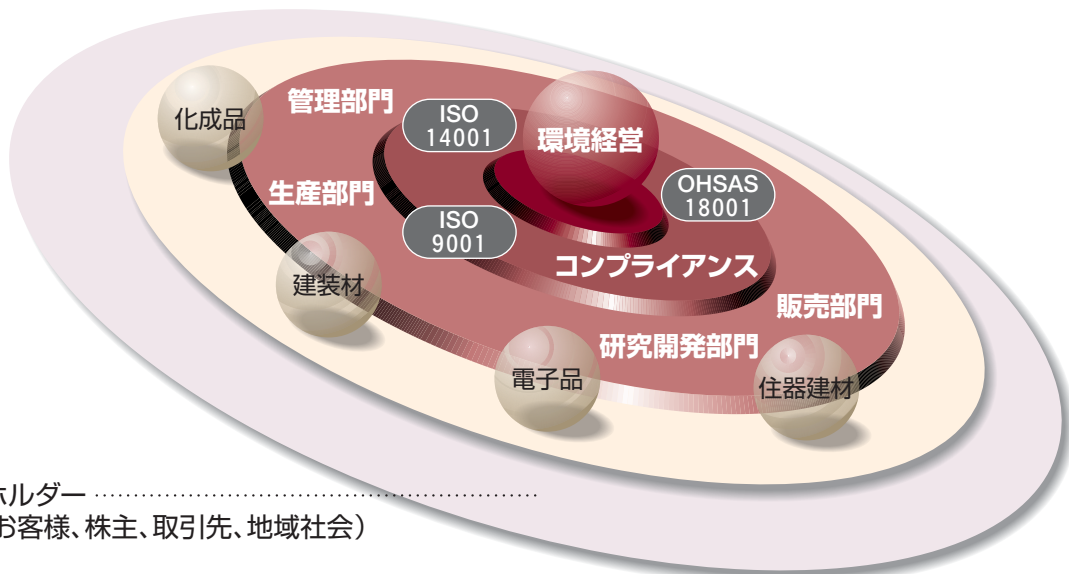 化成品
管理部門
ISO
14001
環境経営
生産部門
OHSAS
18001
ISO
9001
コンプライアンス
建装材
販売部門
研究開発部門
電子品
住器建材
ホルダー
お客様、株主、取引先、地域社会）